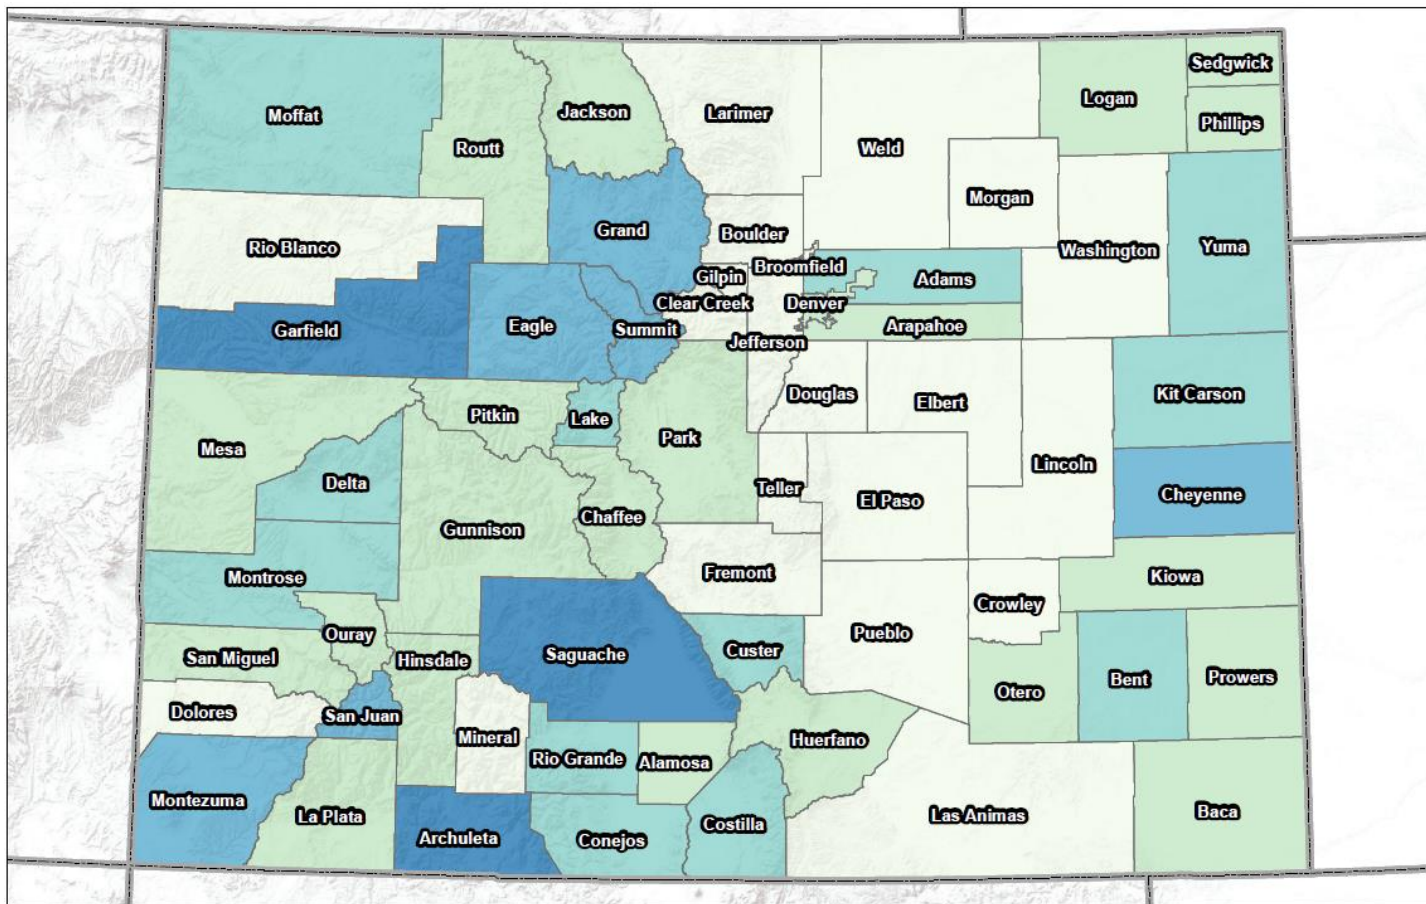 Sedgwick
Moffat
Jackson
Larimer
Logan
Phillips
Routt
Weld
Morgan
Rio Blanco
Grand
Boulder
Washington
Yuma
Gilpin
Broomfield
Adams
Clear Creek
Denver
Garfield
Eagle
Summit
Arapahoe
Jefferson
Douglas
Elbert
Kit Carson
Pitkin
Lake
Mesa
Park
Lincoln
Delta
Teller
El Paso
Cheyenne
Gunnison
Chaffee
Montrose
Fremont
Kiowa
Crowley
Ouray
Pueblo
San Miguel
Hinsdale
Saguache
Custer
Otero
Bent
Prowers
Dolores
San Juan
Mineral
Huerfano
Rio Grande
Alamosa
Montezuma
La Plata
Las Animas
Baca
Archuleta
Conejos
Costilla